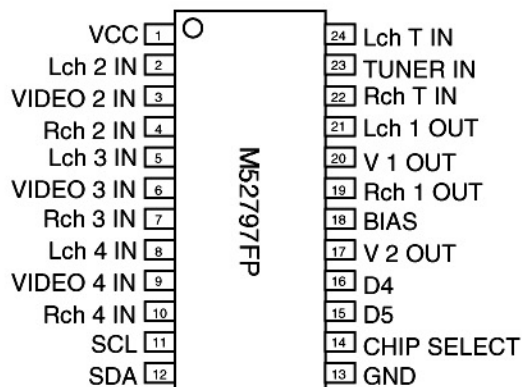 VCC 1
Lch 2 IN 2
VIDEO 2 IN 3
Rch 2 IN 4
Lch 3 IN 5
VIDEO 3 IN 6
Rch 3 IN 7
Lch 4 IN 8
VIDEO 4 IN 9
Rch 4 IN 10
SCL 11
SDA 12
M52797FP
24 Lch T IN
23 TUNER IN
22 Rch T IN
21 Lch 1 OUT
20 V 1 OUT
19 Rch 1 OUT
18 BIAS
17 V 2 OUT
16 D4
15 D5
14 CHIP SELECT
13 GND